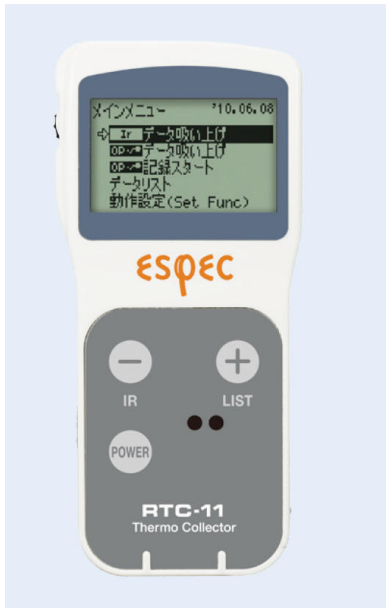 メインメニュー '10.06.08
⇨ Ir データ吸い上げ
OP データ吸い上げ
OP 記録スタート
データリスト
動作設定(Set Func)
ESPEC
− +
IR LIST
POWER
RTC-11
Thermo Collector